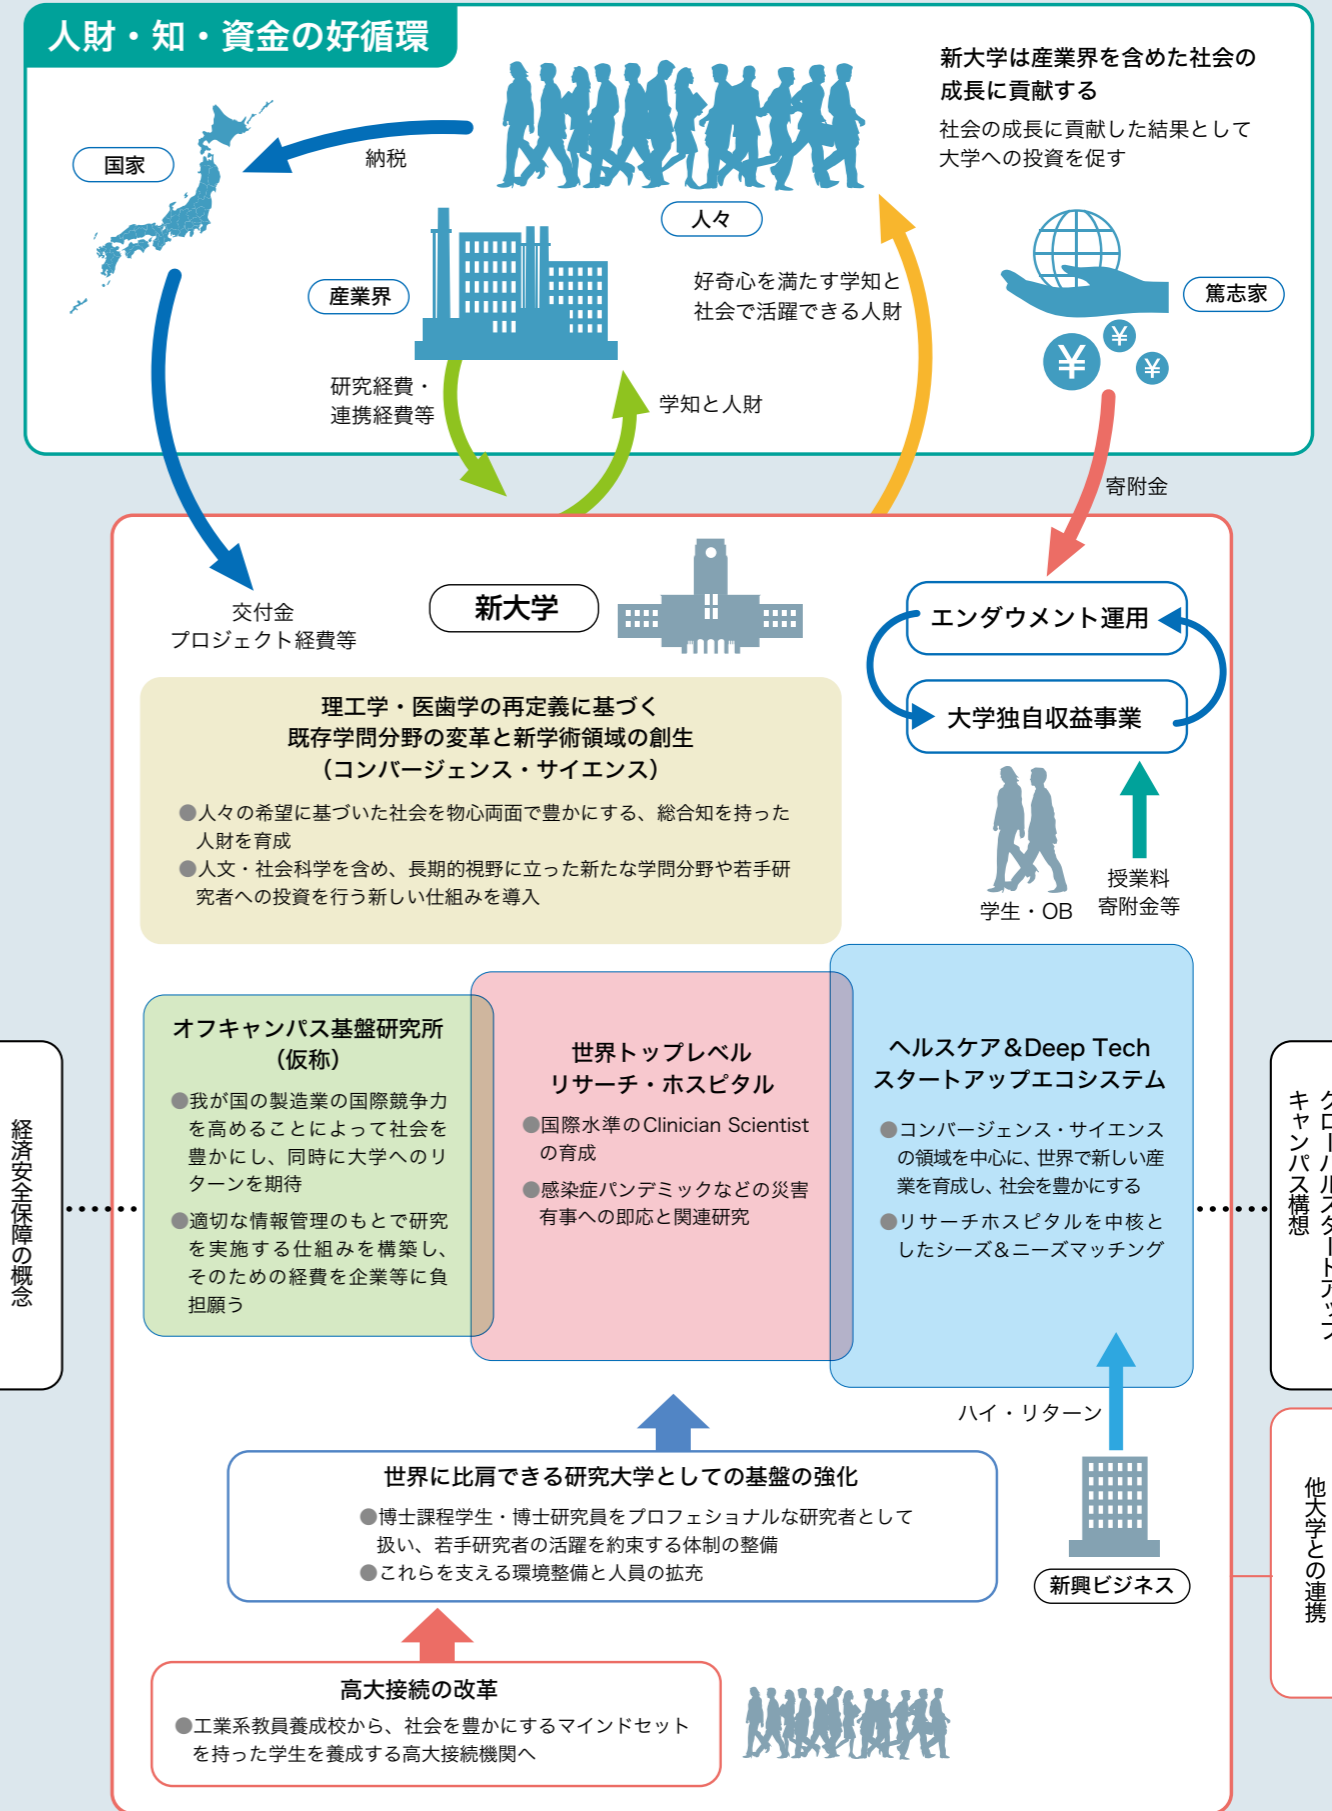 人財・知・資金の好循環
新大学は産業界を含めた社会の
成長に貢献する
社会の成長に貢献した結果として
大学への投資を促す
国家
納税
人々
産業界
好奇心を満たす学知と
社会で活躍できる人財
篤志家
¥
¥
¥
研究経費・
連携経費等
学知と人財
寄附金
交付金
プロジェクト経費等
新大学
エンダウメント運用
大学独自収益事業
理工学・医歯学の再定義に基づく
既存学問分野の変革と新学術領域の創生
（コンバージェンス・サイエンス）
●人々の希望に基づいた社会を物心両面で豊かにする、総合知を持った
人財を育成
●人文・社会科学を含め、長期的視野に立った新たな学問分野や若手研
究者への投資を行う新しい仕組みを導入
学生・OB
授業料
寄附金等
オフキャンパス基盤研究所
（仮称）
●我が国の製造業の国際競争力
を高めることによって社会を
豊かにし、同時に大学へのリ
ターンを期待
●適切な情報管理のもとで研究
を実施する仕組みを構築し、
そのための経費を企業等に負
担願う
世界トップレベル
リサーチ・ホスピタル
●国際水準のClinician Scientist
の育成
●感染症パンデミックなどの災害
有事への即応と関連研究
ヘルスケア＆Deep Tech
スタートアップエコシステム
●コンバージェンス・サイエンス
の領域を中心に、世界で新しい産
業を育成し、社会を豊かにする
●リサーチホスピタルを中核と
したシーズ＆ニーズマッチング
経済安全保障の概念
グローバルスタートアップ
キャンパス構想
ハイ・リターン
世界に比肩できる研究大学としての基盤の強化
●博士課程学生・博士研究員をプロフェショナルな研究者として
扱い、若手研究者の活躍を約束する体制の整備
●これらを支える環境整備と人員の拡充
新興ビジネス
他大学との連携
高大接続の改革
●工業系教員養成校から、社会を豊かにするマインドセット
を持った学生を養成する高大接続機関へ